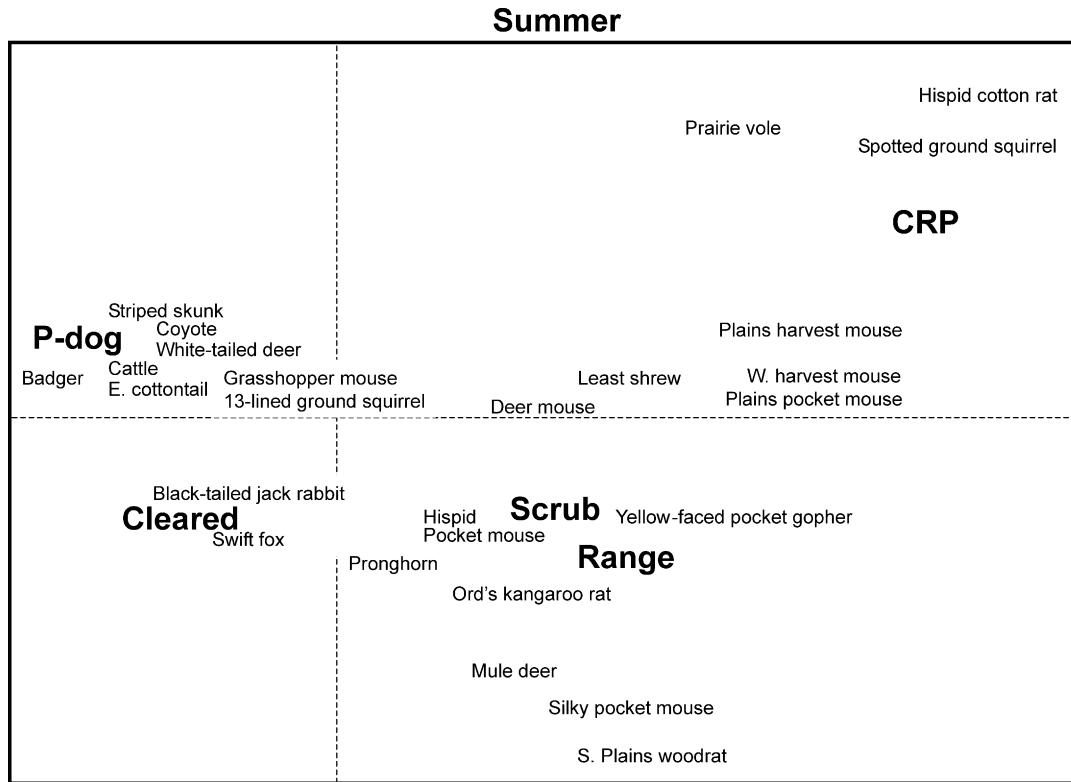 Summer
Hispid cotton rat
Prairie vole
Spotted ground squirrel
CRP
Striped skunk
P-dog
Coyote
White-tailed deer
Plains harvest mouse
Badger
Cattle
E. cottontail
Grasshopper mouse
13-lined ground squirrel
Least shrew
Deer mouse
W. harvest mouse
Plains pocket mouse
Black-tailed jack rabbit
Cleared
Swift fox
Hispid
Pocket mouse
Scrub
Yellow-faced pocket gopher
Range
Pronghorn
Ord's kangaroo rat
Mule deer
Silky pocket mouse
S. Plains woodrat